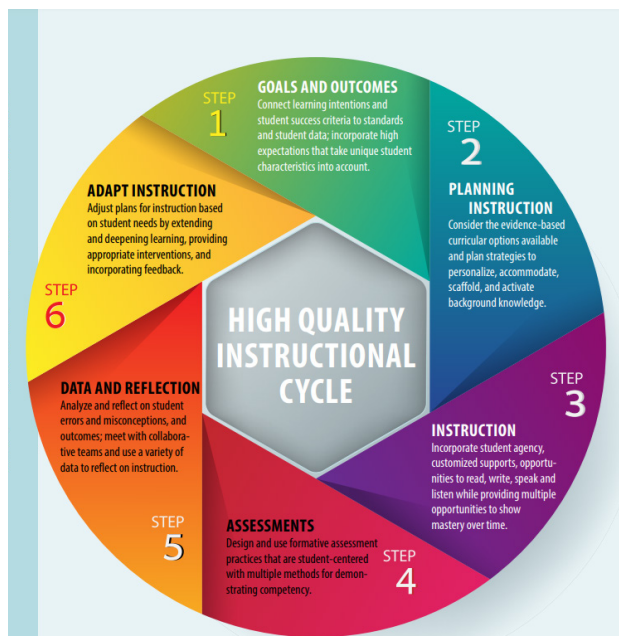 HIGH QUALITY
INSTRUCTIONAL
CYCLE
STEP
1
GOALS AND OUTCOMES
Connect learning intentions and
student success criteria to standards
and student data; incorporate high
expectations that take unique student
characteristics into account.
STEP
2
PLANNING
INSTRUCTION
Consider the evidence-based
curricular options available
and plan strategies to
personalize, accommodate,
scaffold, and activate
background knowledge.
STEP
3
INSTRUCTION
Incorporate student agency,
customized supports, opportu-
nities to read, write, speak and
listen while providing multiple
opportunities to show
mastery over time.
STEP
4
ASSESSMENTS
Design and use formative assessment
practices that are student-centered
with multiple methods for demon-
strating competency.
STEP
5
DATA AND REFLECTION
Analyze and reflect on student
errors and misconceptions, and
outcomes; meet with collabora-
tive teams and use a variety of
data to reflect on instruction.
STEP
6
ADAPT INSTRUCTION
Adjust plans for instruction based
on student needs by extending
and deepening learning, providing
appropriate interventions, and
incorporating feedback.